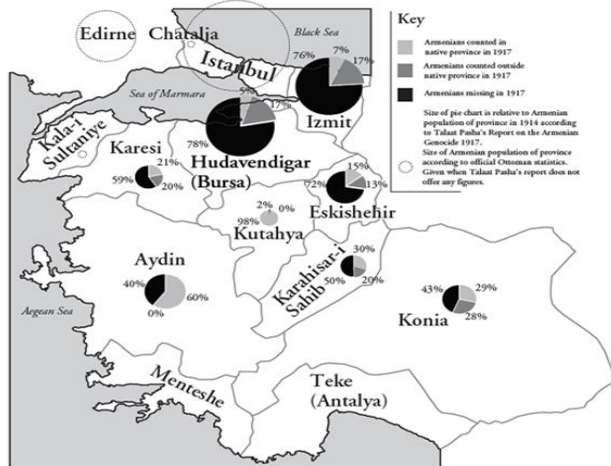 Edirne
Chatalja
Black Sea
Istanbul
76%
7%
17%
Izmit
Sea of Marmara
5%
17%
78%
Hudavendigar
(Bursa)
Kala-i
Sultaniye
Karesi
21%
59%
20%
15%
72%
13%
Eskishehir
2%
0%
98%
Kutahya
Aydin
40%
60%
0%
Aegean Sea
30%
50%
20%
Karahisar-i
Sahib
43%
29%
28%
Konia
Menteshe
Teke
(Antalya)
Key
Armenians counted in
native province in 1917
Armenians counted outside
native province in 1917
Armenians missing in 1917
Size of pie chart is relative to Armenian
population of province in 1914 according
to Talaat Pasha's Report on the Armenian
Genocide 1917.
Size of Armenian population of province
according to official Ottoman statistics.
Given when Talaat Pasha's report does not
offer any figures.